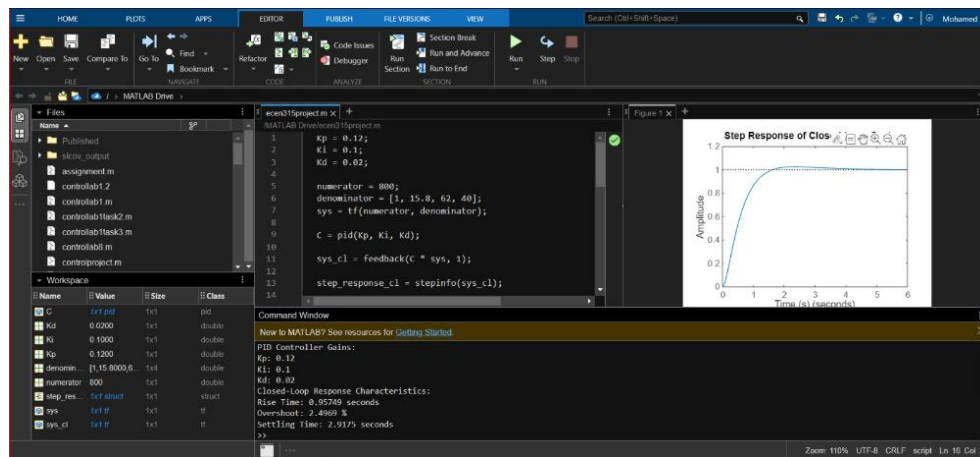 HOME PLOTS APPS EDITOR PUBLISH FILE VERSIONS VIEW Search (Ctrl+Shift+Space) Mohamed
New Open Save Compare To Go To Find Bookmark Refactor Code Issues Debugger Run Section Section Break Run and Advance Run to End Run Step Stop
FILE NAVIGATE CODE ANALYZE SECTION RUN
/ > MATLAB Drive >
Files
Name
Published
slcov_output
assignment.m
controllab1.2
controllab1.m
controllab1task2.m
controllab1task3.m
controllab8.m
controlproject.m
Workspace
Name Value Size Class
C 1x1 pid 1x1 pid
Kd 0.0200 1x1 double
Ki 0.1000 1x1 double
Kp 0.1200 1x1 double
denomin... [1,15.8000,6... 1x4 double
numerator 800 1x1 double
step_res... 1x1 struct 1x1 struct
sys 1x1 tf 1x1 tf
sys_cl 1x1 tf 1x1 tf
ecen315project.m × +
/MATLAB Drive/ecen315project.m
1 Kp = 0.12;
2 Ki = 0.1;
3 Kd = 0.02;
4
5 numerator = 800;
6 denominator = [1, 15.8, 62, 40];
7 sys = tf(numerator, denominator);
8
9 C = pid(Kp, Ki, Kd);
10
11 sys_cl = feedback(C * sys, 1);
12
13 step_response_cl = stepinfo(sys_cl);
14
Figure 1 × +
Step Response of Clos
1.2
1
0.8
0.6
0.4
0.2
0
Amplitude
0 1 2 3 4 5 6
Time (s) (seconds)
Command Window
New to MATLAB? See resources for Getting Started.
PID Controller Gains:
Kp: 0.12
Ki: 0.1
Kd: 0.02
Closed-Loop Response Characteristics:
Rise Time: 0.95749 seconds
Overshoot: 2.4969 %
Settling Time: 2.9175 seconds
>>
Zoom: 110% UTF-8 CRLF script Ln 16 Col